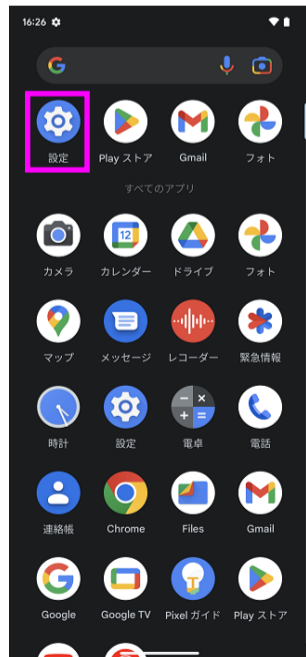 16:26
設定 Play ストア Gmail フォト
すべてのアプリ
カメラ カレンダー ドライブ フォト
マップ メッセージ レコーダー 緊急情報
時計 設定 電卓 電話
連絡帳 Chrome Files Gmail
Google Google TV Pixel ガイド Play ストア